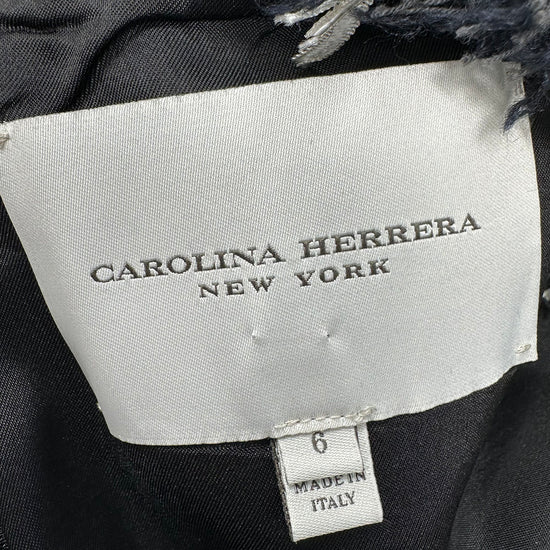 CAROLINA HERRERA
NEW YORK
6
MADE IN
ITALY